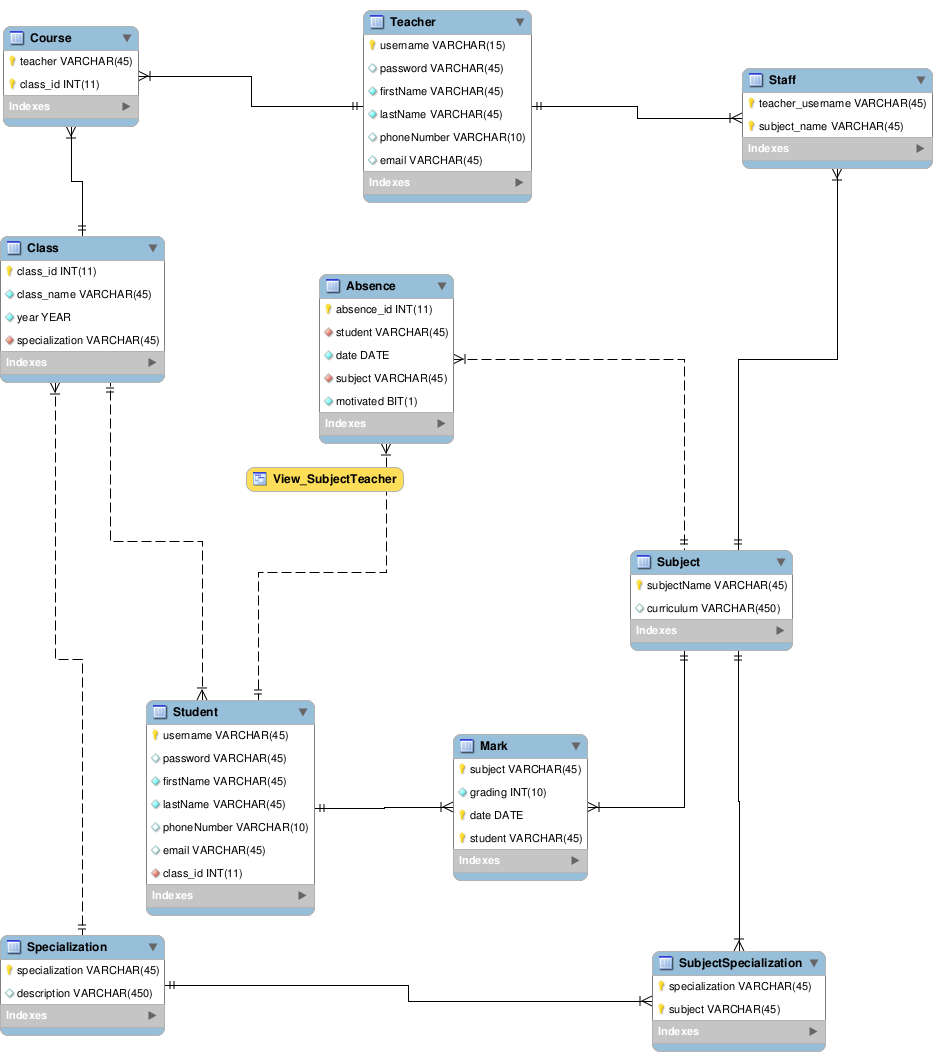 Course
teacher VARCHAR(45)
class_id INT(11)
Indexes
Teacher
username VARCHAR(15)
password VARCHAR(45)
firstName VARCHAR(45)
lastName VARCHAR(45)
phoneNumber VARCHAR(10)
email VARCHAR(45)
Indexes
Staff
teacher_username VARCHAR(45)
subject_name VARCHAR(45)
Indexes
Class
class_id INT(11)
class_name VARCHAR(45)
year YEAR
specialization VARCHAR(45)
Indexes
Absence
absence_id INT(11)
student VARCHAR(45)
date DATE
subject VARCHAR(45)
motivated BIT(1)
Indexes
View_SubjectTeacher
Subject
subjectName VARCHAR(45)
curriculum VARCHAR(450)
Indexes
Student
username VARCHAR(45)
password VARCHAR(45)
firstName VARCHAR(45)
lastName VARCHAR(45)
phoneNumber VARCHAR(10)
email VARCHAR(45)
class_id INT(11)
Indexes
Mark
subject VARCHAR(45)
grading INT(10)
date DATE
student VARCHAR(45)
Indexes
Specialization
specialization VARCHAR(45)
description VARCHAR(450)
Indexes
SubjectSpecialization
specialization VARCHAR(45)
subject VARCHAR(45)
Indexes